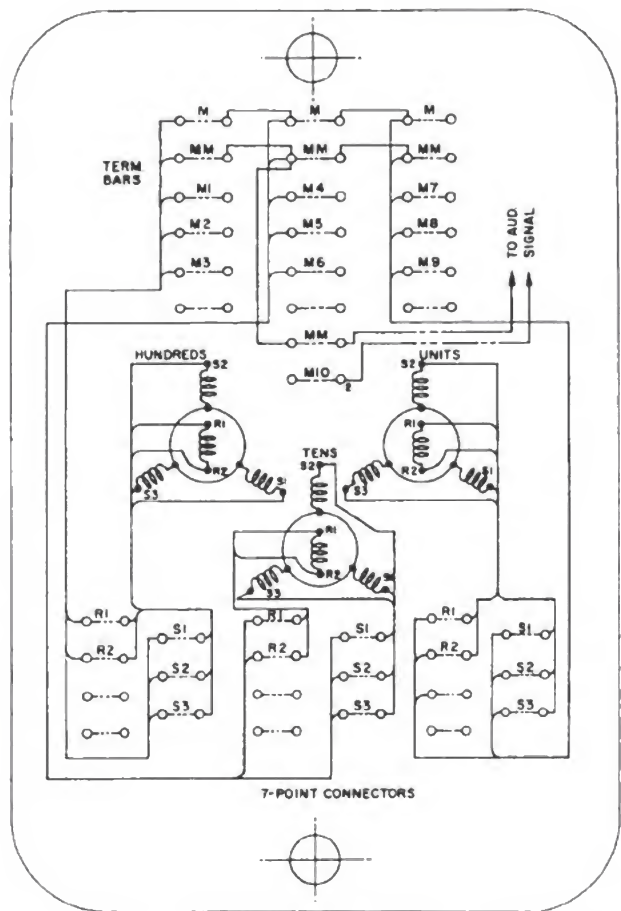 M M M
TERM. BARS
MM MM MM
M1 M4 M7
M2 M5 M8
M3 M6 M9
TO AUD. SIGNAL
MM
M10 2
HUNDREDS S2
UNITS S2
R1
R2
S3 S1
R1
R2
S3 S1
TENS
S2
R1
R2
S3 S1
R1 S1
R2 S2
S3
R1 S1
R2 S2
S3
R1 S1
R2 S2
S3
7-POINT CONNECTORS